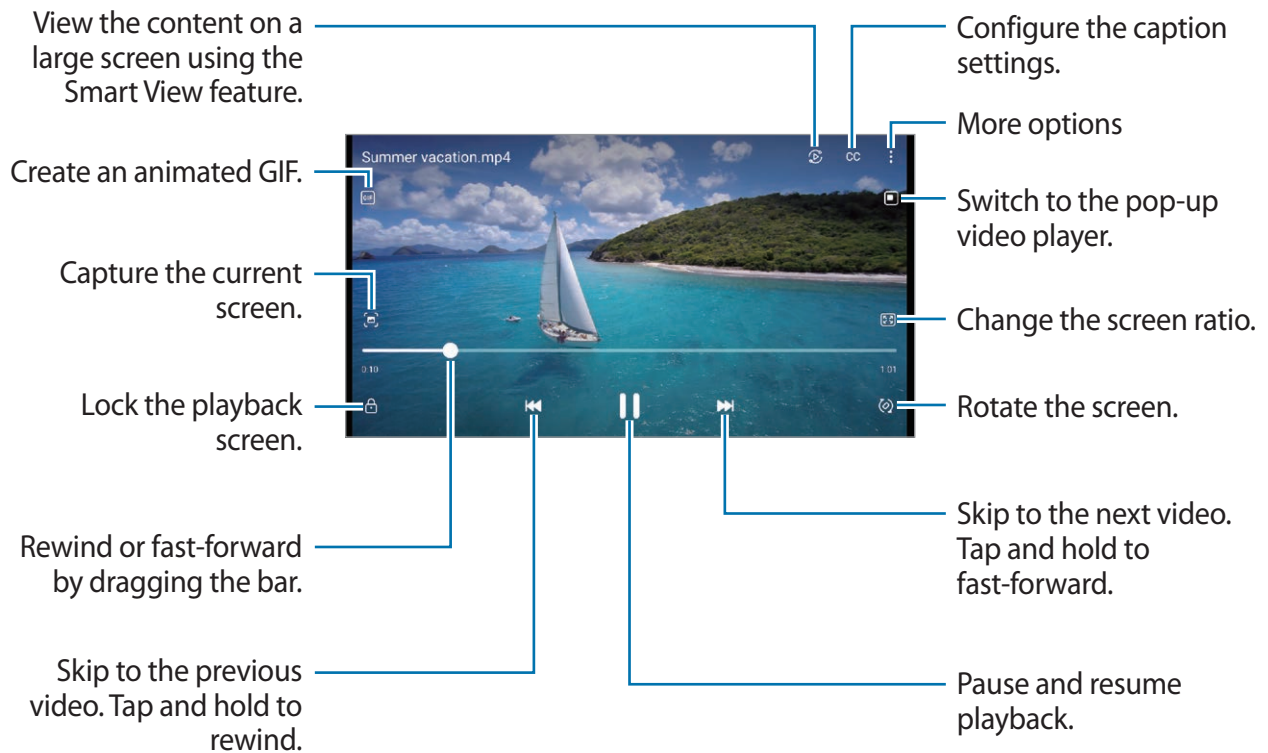 View the content on a
large screen using the
Smart View feature.
Create an animated GIF.
Capture the current
screen.
Lock the playback
screen.
Rewind or fast-forward
by dragging the bar.
Skip to the previous
video. Tap and hold to
rewind.
Summer vacation.mp4
CC
GIF
0:10
1:01
Configure the caption
settings.
More options
Switch to the pop-up
video player.
Change the screen ratio.
Rotate the screen.
Skip to the next video.
Tap and hold to
fast-forward.
Pause and resume
playback.